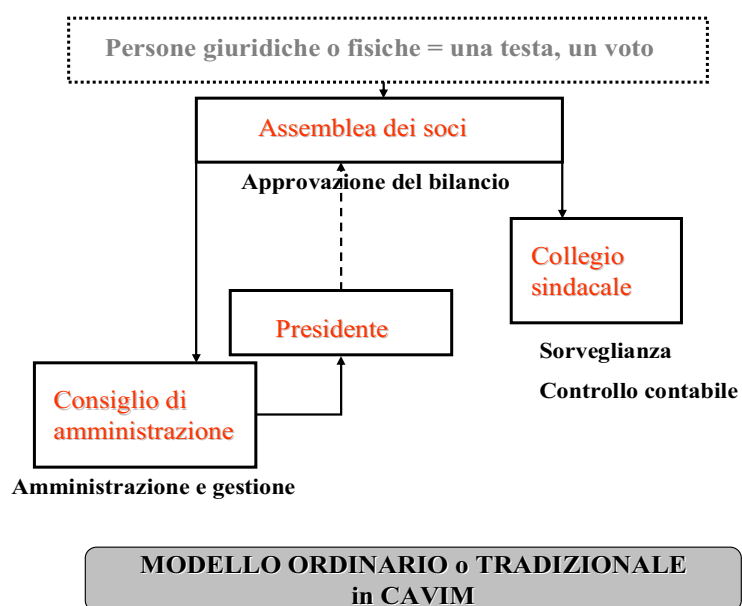 Persone giuridiche o fisiche = una testa, un voto
Assemblea dei soci
Approvazione del bilancio
Collegio
sindacale
Presidente
Sorveglianza
Controllo contabile
Consiglio di
amministrazione
Amministrazione e gestione
MODELLO ORDINARIO o TRADIZIONALE
in CAVIM